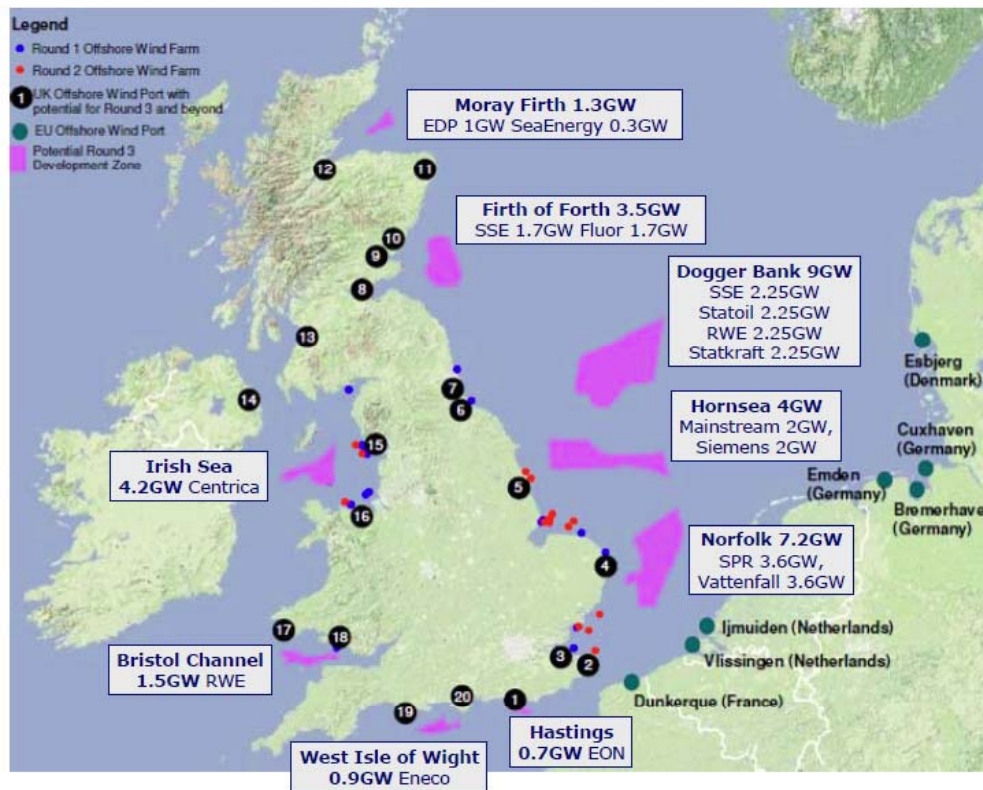 Legend
Round 1 Offshore Wind Farm
Round 2 Offshore Wind Farm
1 UK Offshore Wind Port with
potential for Round 3 and beyond
EU Offshore Wind Port
Potential Round 3
Development Zone
Moray Firth 1.3GW
EDP 1GW SeaEnergy 0.3GW
12
11
Firth of Forth 3.5GW
SSE 1.7GW Fluor 1.7GW
10
9
8
Dogger Bank 9GW
SSE 2.25GW
Statoil 2.25GW
RWE 2.25GW
Statkraft 2.25GW
13
Esbjerg
(Denmark)
7
6
14
Hornsea 4GW
Mainstream 2GW,
Siemens 2GW
Cuxhaven
(Germany)
15
Irish Sea
4.2GW Centrica
Emden
(Germany)
5
Bremerhave
(Germany)
16
Norfolk 7.2GW
SPR 3.6GW,
Vattenfall 3.6GW
4
17
18
Ijmuiden (Netherlands)
Bristol Channel
1.5GW RWE
3
2
Vlissingen (Netherlands)
Dunkerque (France)
20
1
19
Hastings
0.7GW EON
West Isle of Wight
0.9GW Eneco